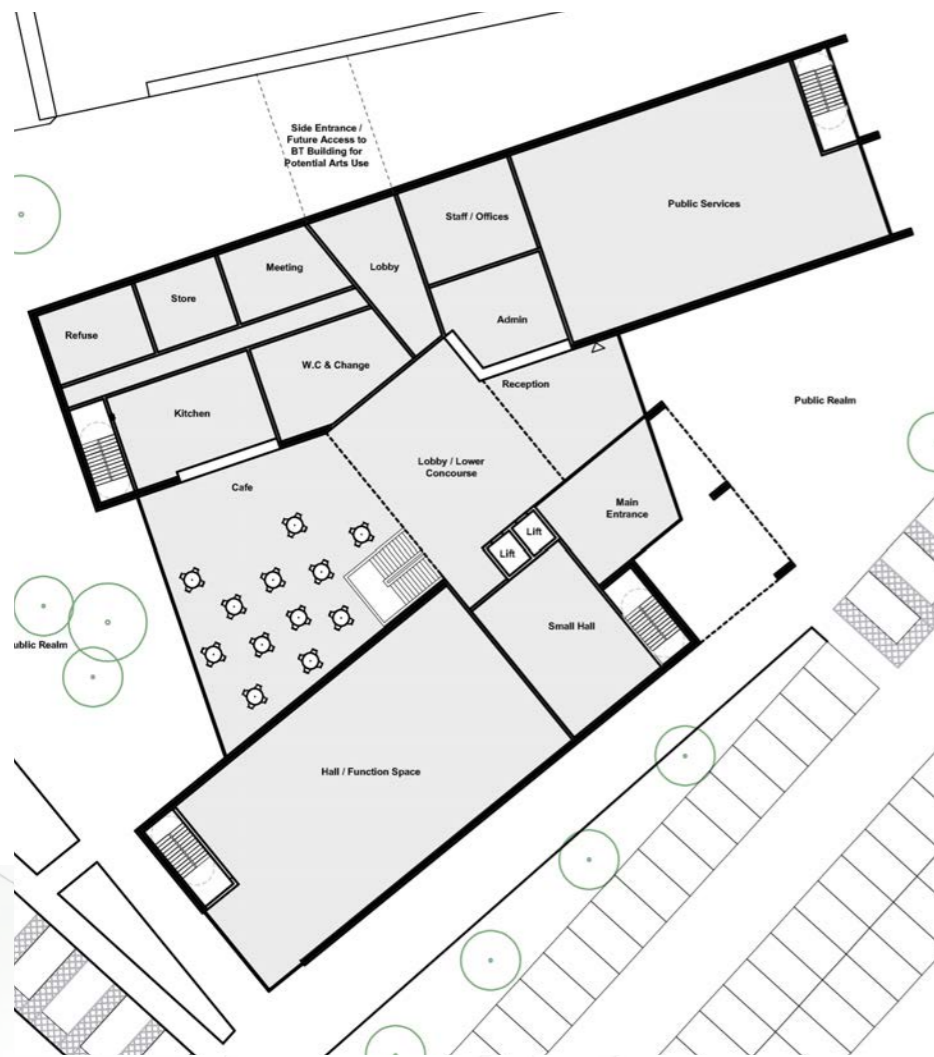 Side Entrance /
Future Access to
BT Building for
Potential Arts Use
Staff / Offices
Public Services
Meeting
Lobby
Store
Refuse
Admin
W.C & Change
Reception
Kitchen
Public Realm
Lobby / Lower
Concourse
Cafe
Main
Entrance
Lift
Lift
Small Hall
ublic Realm
Hall / Function Space